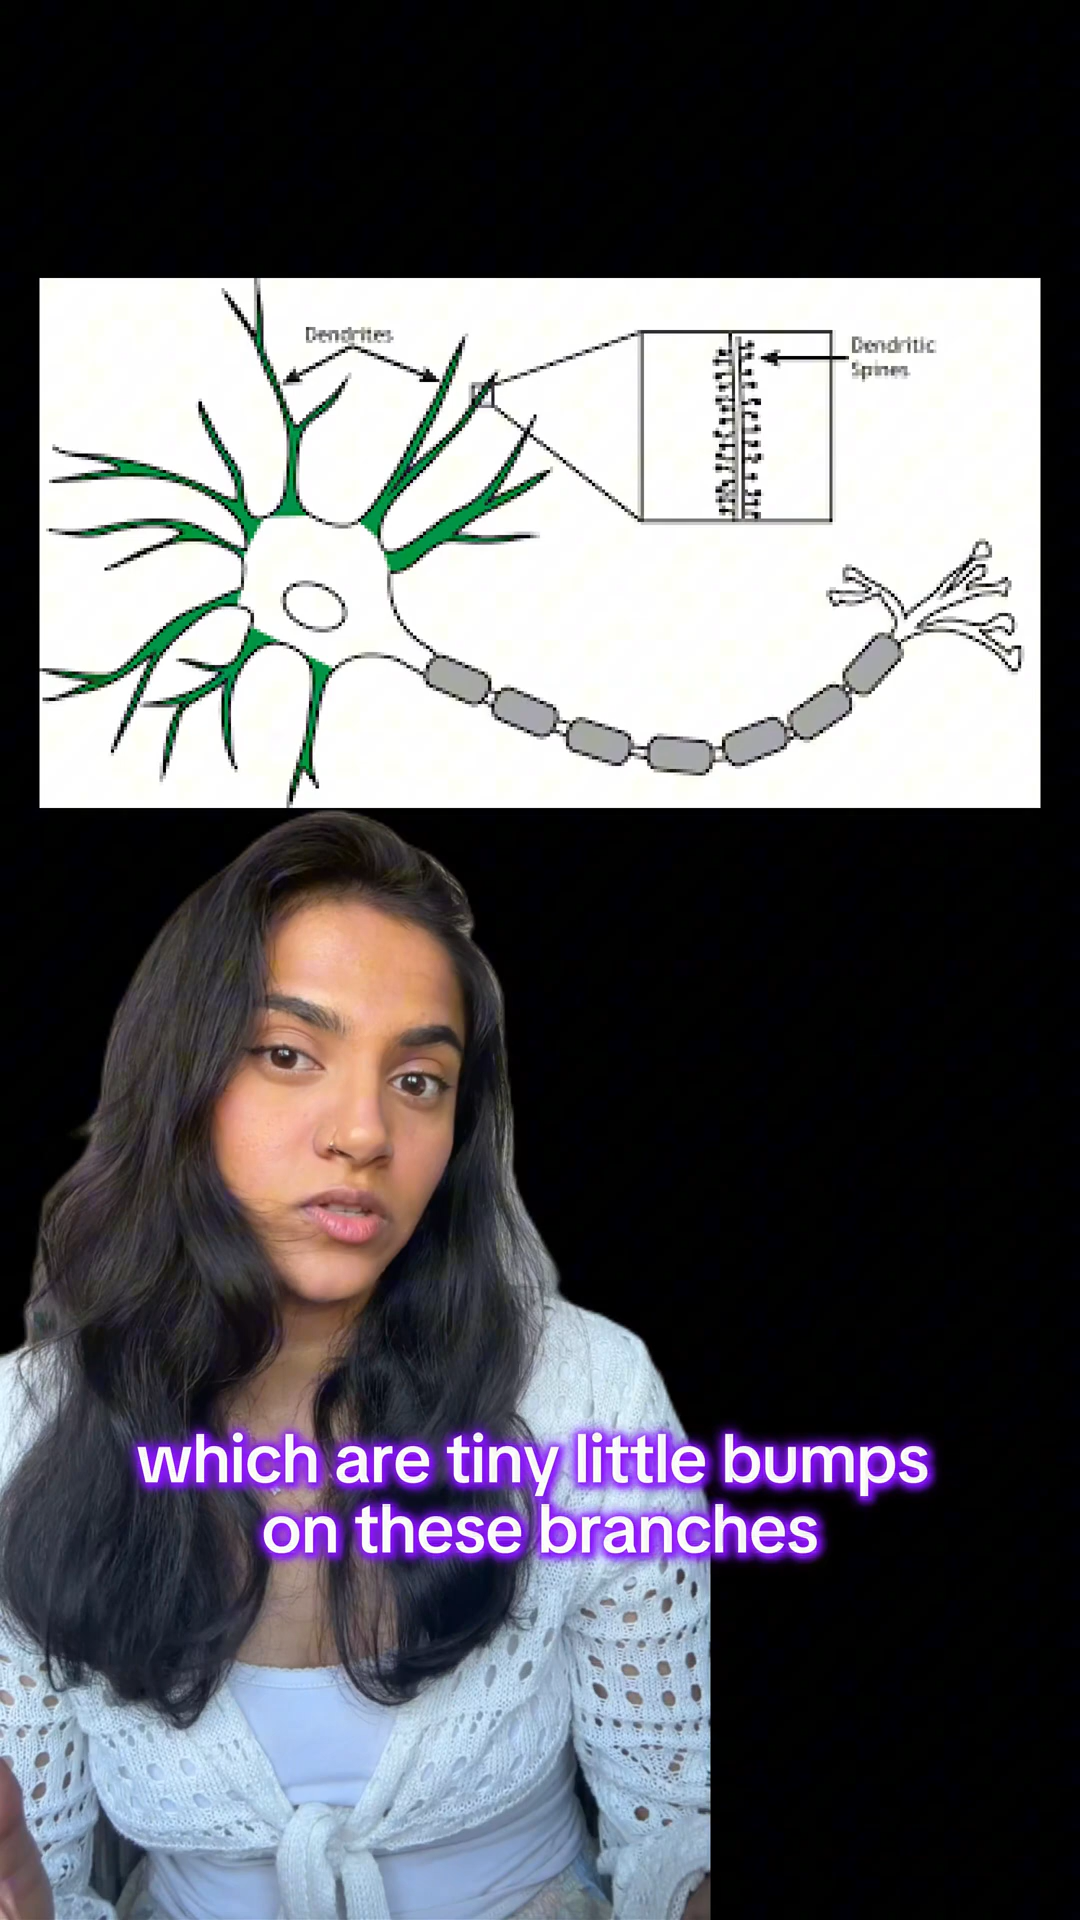 Dendrites
Dendritic
Spines
which are tiny little bumps
on these branches